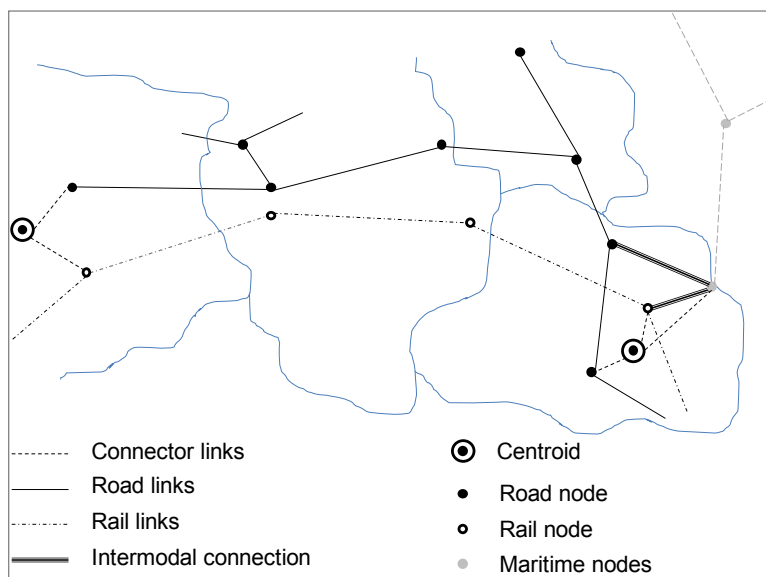 Connector links
Road links
Rail links
Intermodal connection
Centroid
Road node
Rail node
Maritime nodes